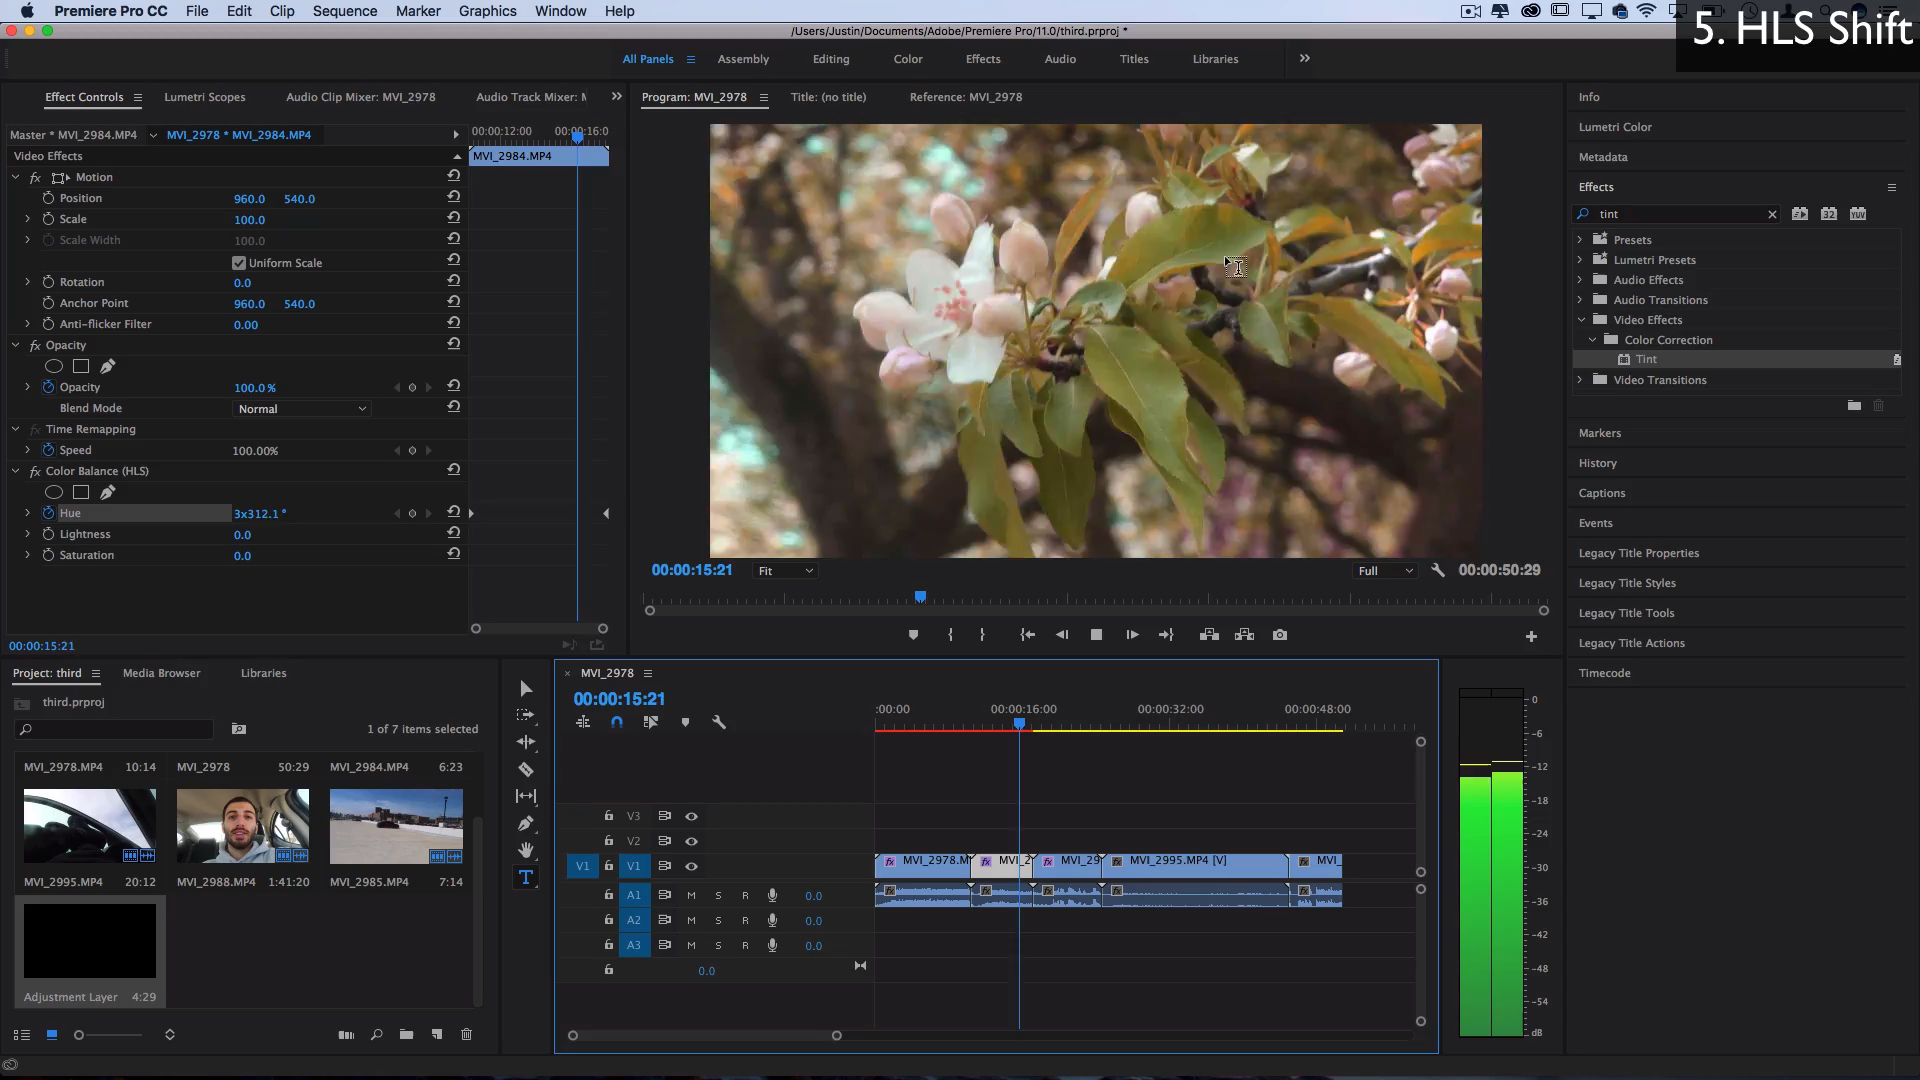 Premiere Pro CC File Edit Clip Sequence Marker Graphics Window Help
5. HLS Shift
/Users/Justin/Documents/Adobe/Premiere Pro/11.0/third.prproj *
All Panels Assembly Editing Color Effects Audio Titles Libraries
Effect Controls Lumetri Scopes Audio Clip Mixer: MVI_2978 Audio Track Mixer:
Program: MVI_2978 Title: (no title) Reference: MVI_2978
Master * MVI_2984.MP4 MVI_2978 * MVI_2984.MP4
00:00:12:00 00:00:16:0
Video Effects
MVI_2984.MP4
fx Motion
Position 960.0 540.0
Scale 100.0
Scale Width 100.0
Uniform Scale
Rotation 0.0
Anchor Point 960.0 540.0
Anti-flicker Filter 0.00
fx Opacity
Opacity 100.0 %
Blend Mode Normal
fx Time Remapping
Speed 100.00%
fx Color Balance (HLS)
Hue 3x312.1 °
Lightness 0.0
Saturation 0.0
00:00:15:21
00:00:15:21 Fit Full 00:00:50:29
Info
Lumetri Color
Metadata
Effects
tint
32 YUV
Presets
Lumetri Presets
Audio Effects
Audio Transitions
Video Effects
Color Correction
Tint
Video Transitions
Markers
History
Captions
Events
Legacy Title Properties
Legacy Title Styles
Legacy Title Tools
Legacy Title Actions
Timecode
Project: third Media Browser Libraries
third.prproj
1 of 7 items selected
MVI_2978.MP4 10:14 MVI_2978 50:29 MVI_2984.MP4 6:23
MVI_2995.MP4 20:12 MVI_2988.MP4 1:41:20 MVI_2985.MP4 7:14
Adjustment Layer 4:29
T
× MVI_2978
00:00:15:21
:00:00 00:00:16:00 00:00:32:00 00:00:48:00
V3
V2
V1 V1
fx MVI_2978.M fx MVI_2 fx MVI_29 fx MVI_2995.MP4 [V] fx MVI_
A1 M S R 0.0
fx fx fx fx fx
A2 M S R 0.0
A3 M S R 0.0
0.0
0
-6
-12
-18
-24
-30
-36
-42
-48
-54
dB